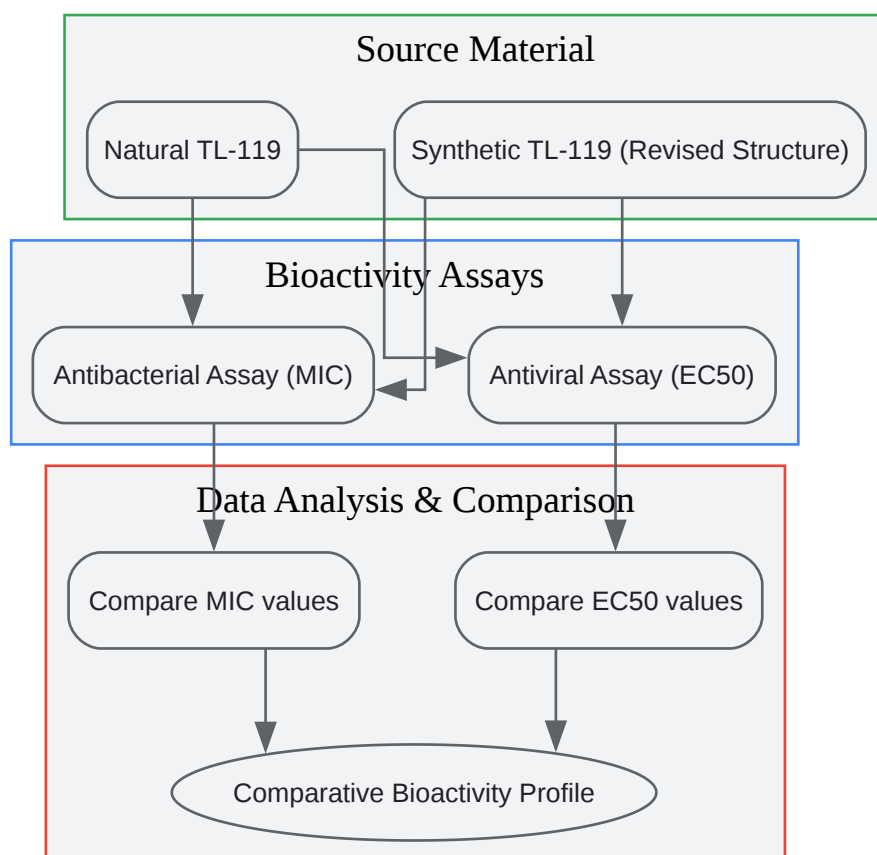 Source Material
Natural TL-119
Synthetic TL-119 (Revised Structure)
Bioactivity Assays
Antibacterial Assay (MIC)
Antiviral Assay (EC50)
Data Analysis & Comparison
Compare MIC values
Compare EC50 values
Comparative Bioactivity Profile